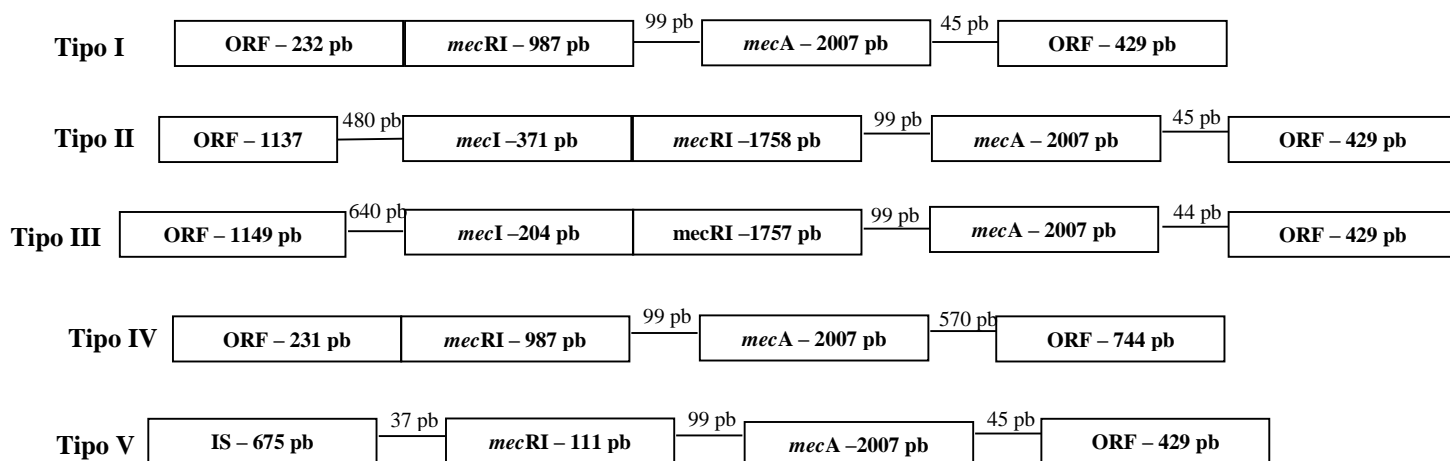 99 pb 45 pb
Tipo I ORF – 232 pb mecRI – 987 pb mecA – 2007 pb ORF – 429 pb
480 pb 99 pb 45 pb
Tipo II ORF – 1137 mecI –371 pb mecRI –1758 pb mecA – 2007 pb ORF – 429 pb
640 pb 99 pb 44 pb
Tipo III ORF – 1149 pb mecI –204 pb mecRI –1757 pb mecA – 2007 pb ORF – 429 pb
99 pb 570 pb
Tipo IV ORF – 231 pb mecRI – 987 pb mecA – 2007 pb ORF – 744 pb
37 pb 99 pb 45 pb
Tipo V IS – 675 pb mecRI – 111 pb mecA –2007 pb ORF – 429 pb